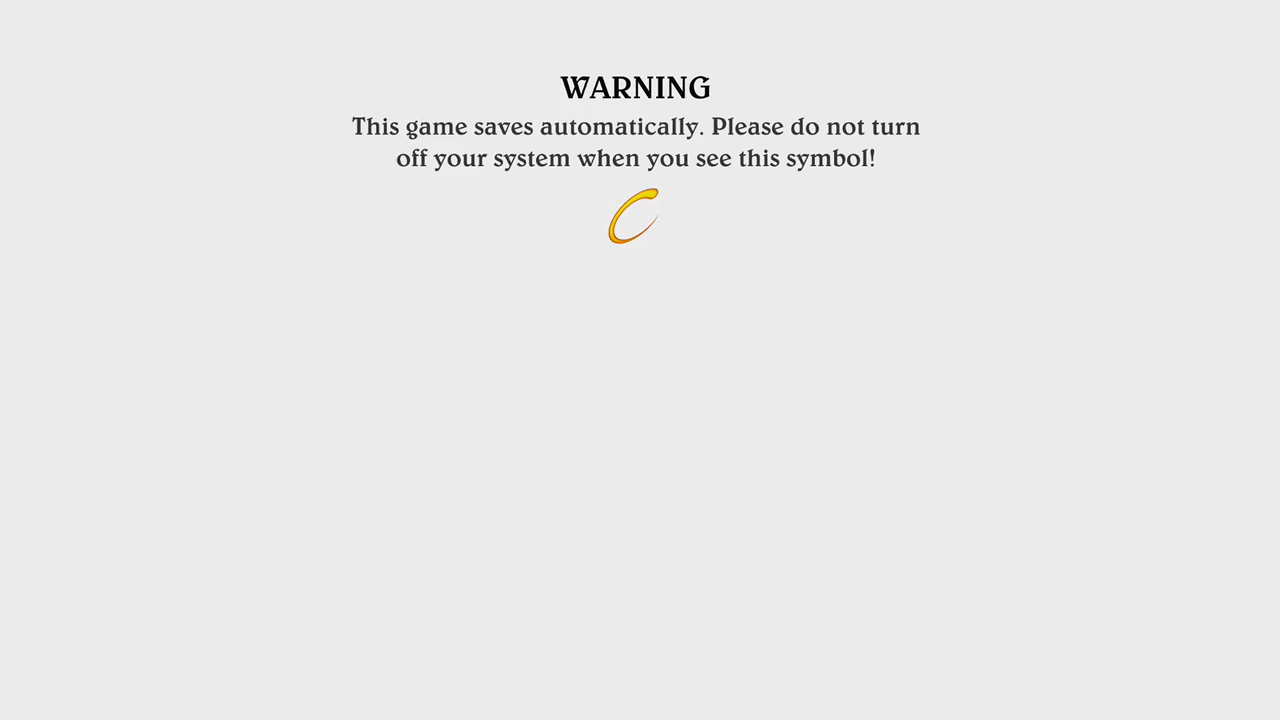 WARNING
This game saves automatically. Please do not turn
off your system when you see this symbol!